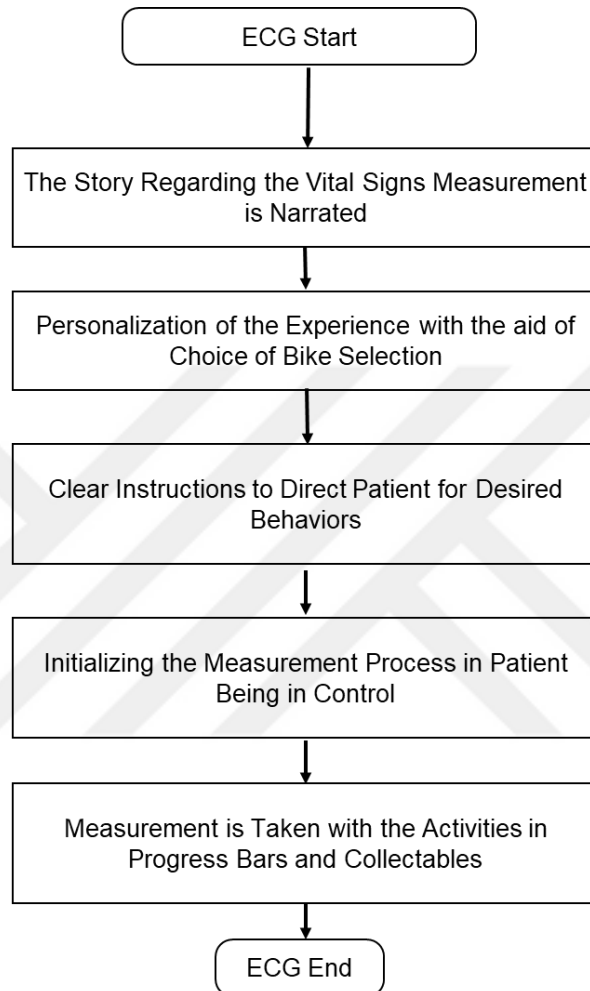 ECG Start
The Story Regarding the Vital Signs Measurement
is Narrated
Personalization of the Experience with the aid of
Choice of Bike Selection
Clear Instructions to Direct Patient for Desired
Behaviors
Initializing the Measurement Process in Patient
Being in Control
Measurement is Taken with the Activities in
Progress Bars and Collectables
ECG End